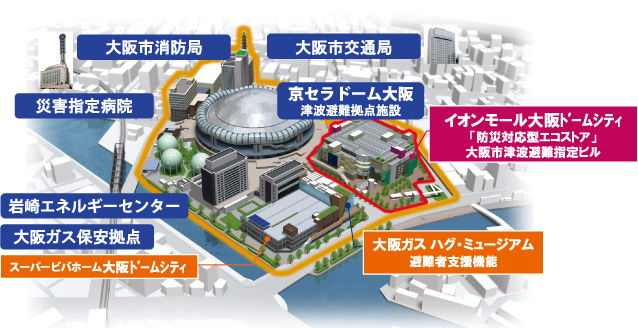 大阪市消防局
大阪市交通局
災害指定病院
京セラドーム大阪
津波避難拠点施設
イオンモール大阪ドームシティ
「防災対応型エコストア」
大阪市津波避難指定ビル
岩崎エネルギーセンター
大阪ガス保安拠点
スーパービバホーム大阪ドームシティ
大阪ガス ハグ・ミュージアム
避難者支援機能